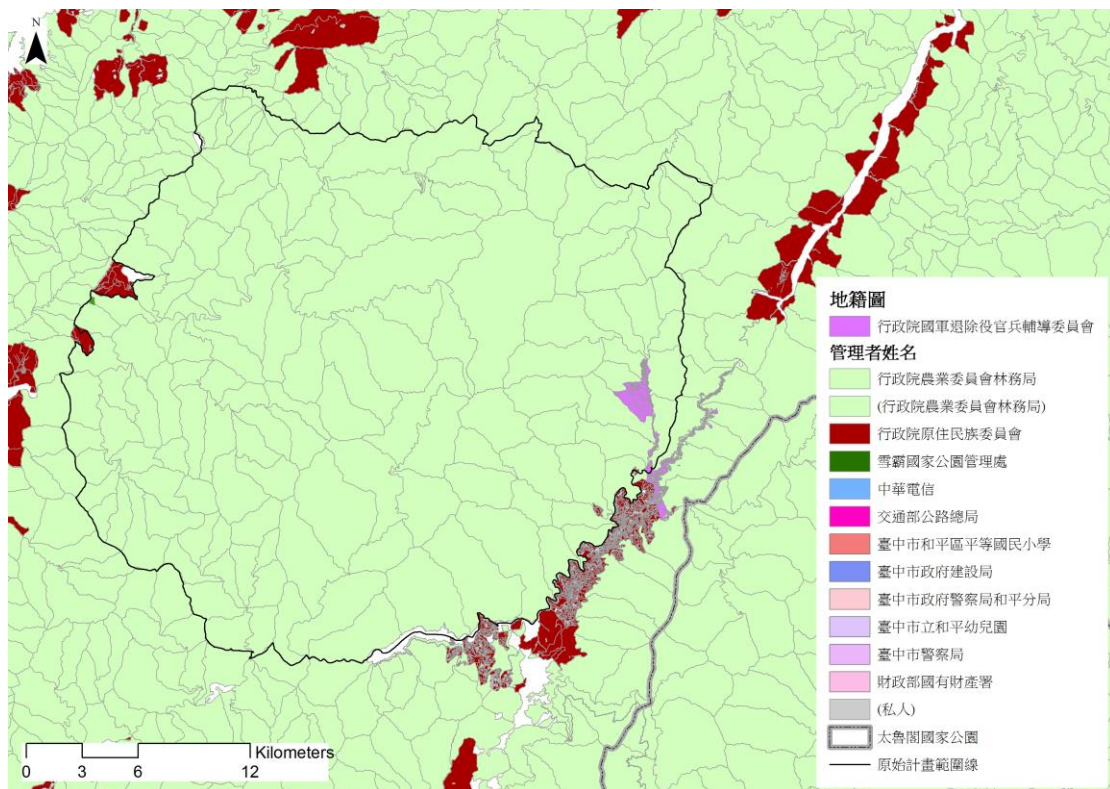 N
地籍圖
行政院國軍退除役官兵輔導委員會
管理者姓名
行政院農業委員會林務局
(行政院農業委員會林務局)
行政院原住民族委員會
雪霸國家公園管理處
中華電信
交通部公路總局
臺中市和平區平等國民小學
臺中市政府建設局
臺中市政府警察局和平分局
臺中市立和平幼兒園
臺中市警察局
財政部國有財產署
(私人)
太魯閣國家公園
原始計畫範圍線
Kilometers
0 3 6 12